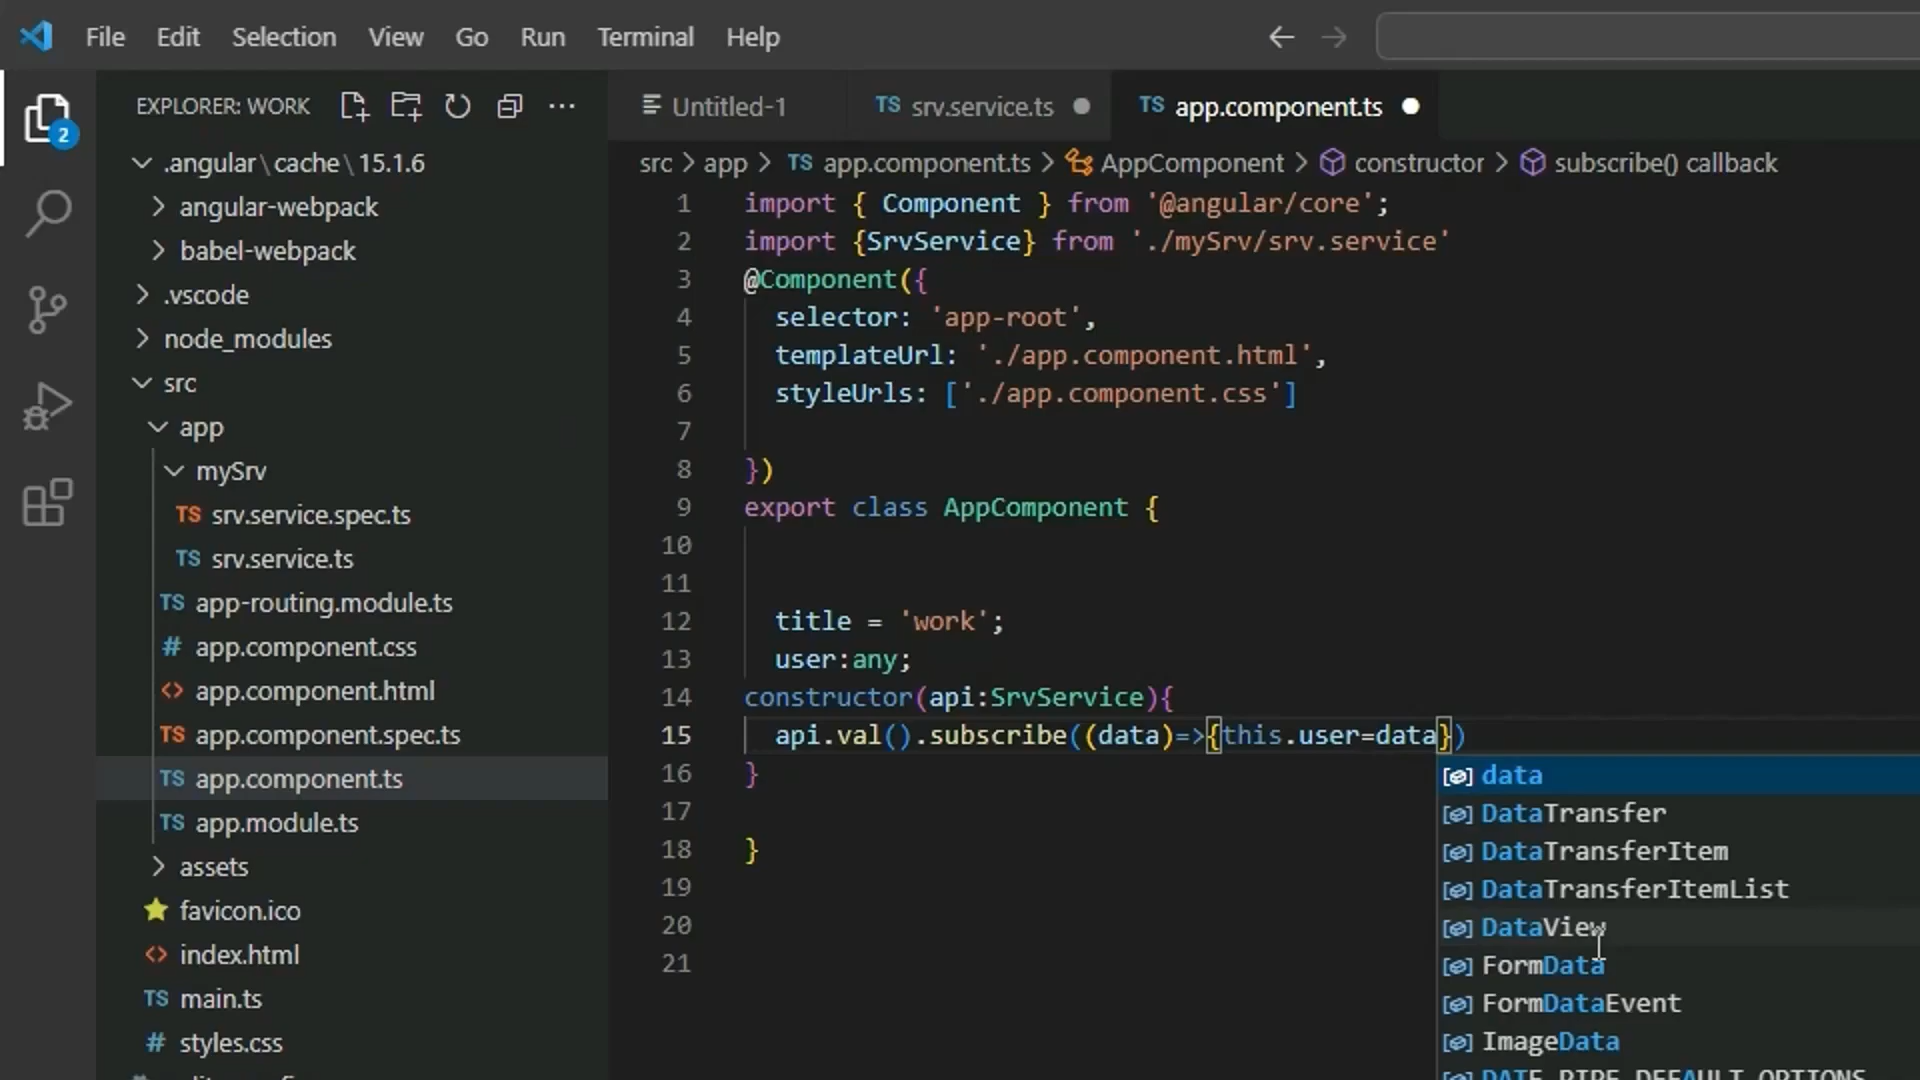 File Edit Selection View Go Run Terminal Help
2
EXPLORER: WORK
.angular\cache\15.1.6
angular-webpack
babel-webpack
.vscode
node_modules
src
app
mySrv
TS srv.service.spec.ts
TS srv.service.ts
TS app-routing.module.ts
# app.component.css
<> app.component.html
TS app.component.spec.ts
TS app.component.ts
TS app.module.ts
assets
favicon.ico
<> index.html
TS main.ts
# styles.css
Untitled-1
TS srv.service.ts
TS app.component.ts
src > app > TS app.component.ts > AppComponent > constructor > subscribe() callback
1 import { Component } from '@angular/core';
2 import {SrvService} from './mySrv/srv.service'
3 @Component({
4 selector: 'app-root',
5 templateUrl: './app.component.html',
6 styleUrls: ['./app.component.css']
7
8 })
9 export class AppComponent {
10
11
12 title = 'work';
13 user:any;
14 constructor(api:SrvService){
15 api.val().subscribe((data)=>{this.user=data})
16 }
17
18 }
19
20
21
data
DataTransfer
DataTransferItem
DataTransferItemList
DataView
FormData
FormDataEvent
ImageData
DATE_PIPE_DEFAULT_OPTIONS